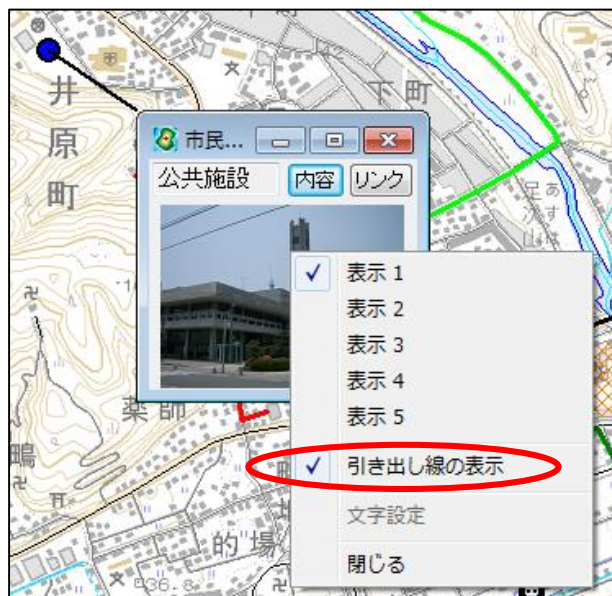 下町
井原町
市民...
公共施設
内容
リンク
表示 1
表示 2
表示 3
表示 4
表示 5
引き出し線の表示
文字設定
閉じる
薬師
的場
936.8